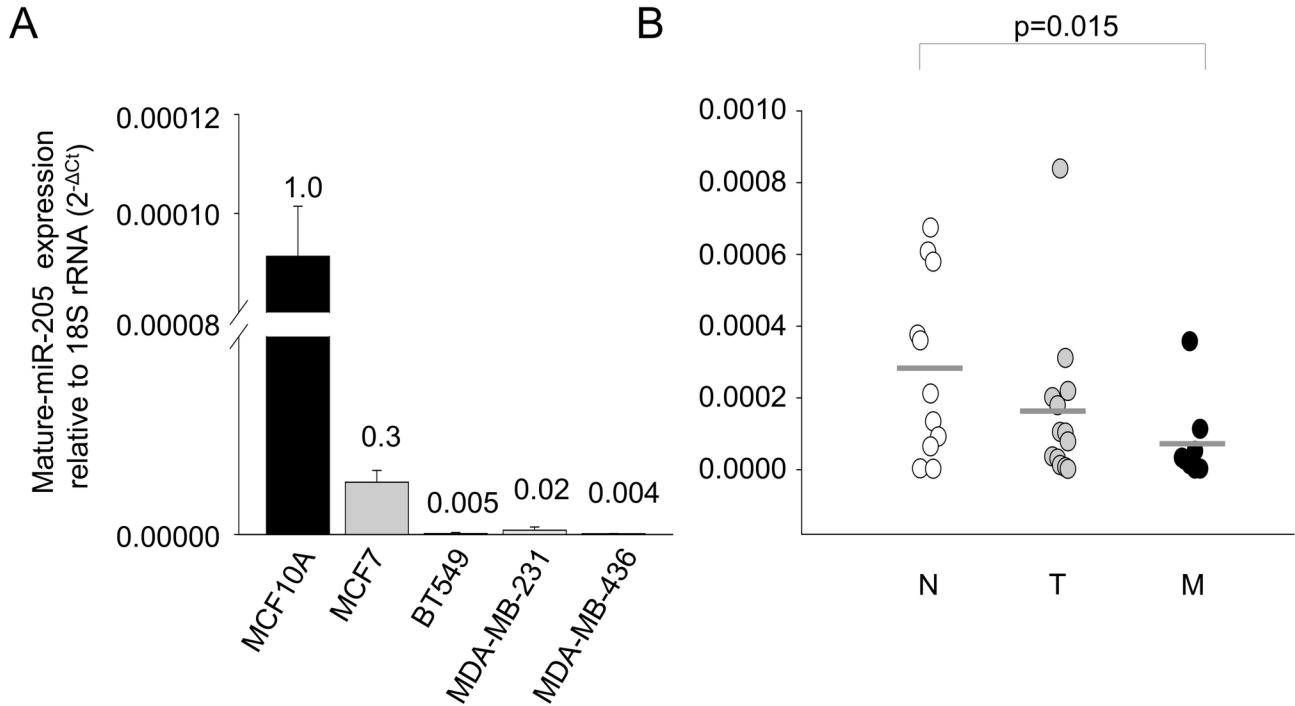 A
Mature-miR-205 expression
relative to 18S rRNA (2-ΔCt)
0.00012
0.00010
0.00008
0.00000
1.0
0.3
0.005
0.02
0.004
MCF10A
MCF7
BT549
MDA-MB-231
MDA-MB-436
B
p=0.015
0.0010
0.0008
0.0006
0.0004
0.0002
0.0000
N
T
M